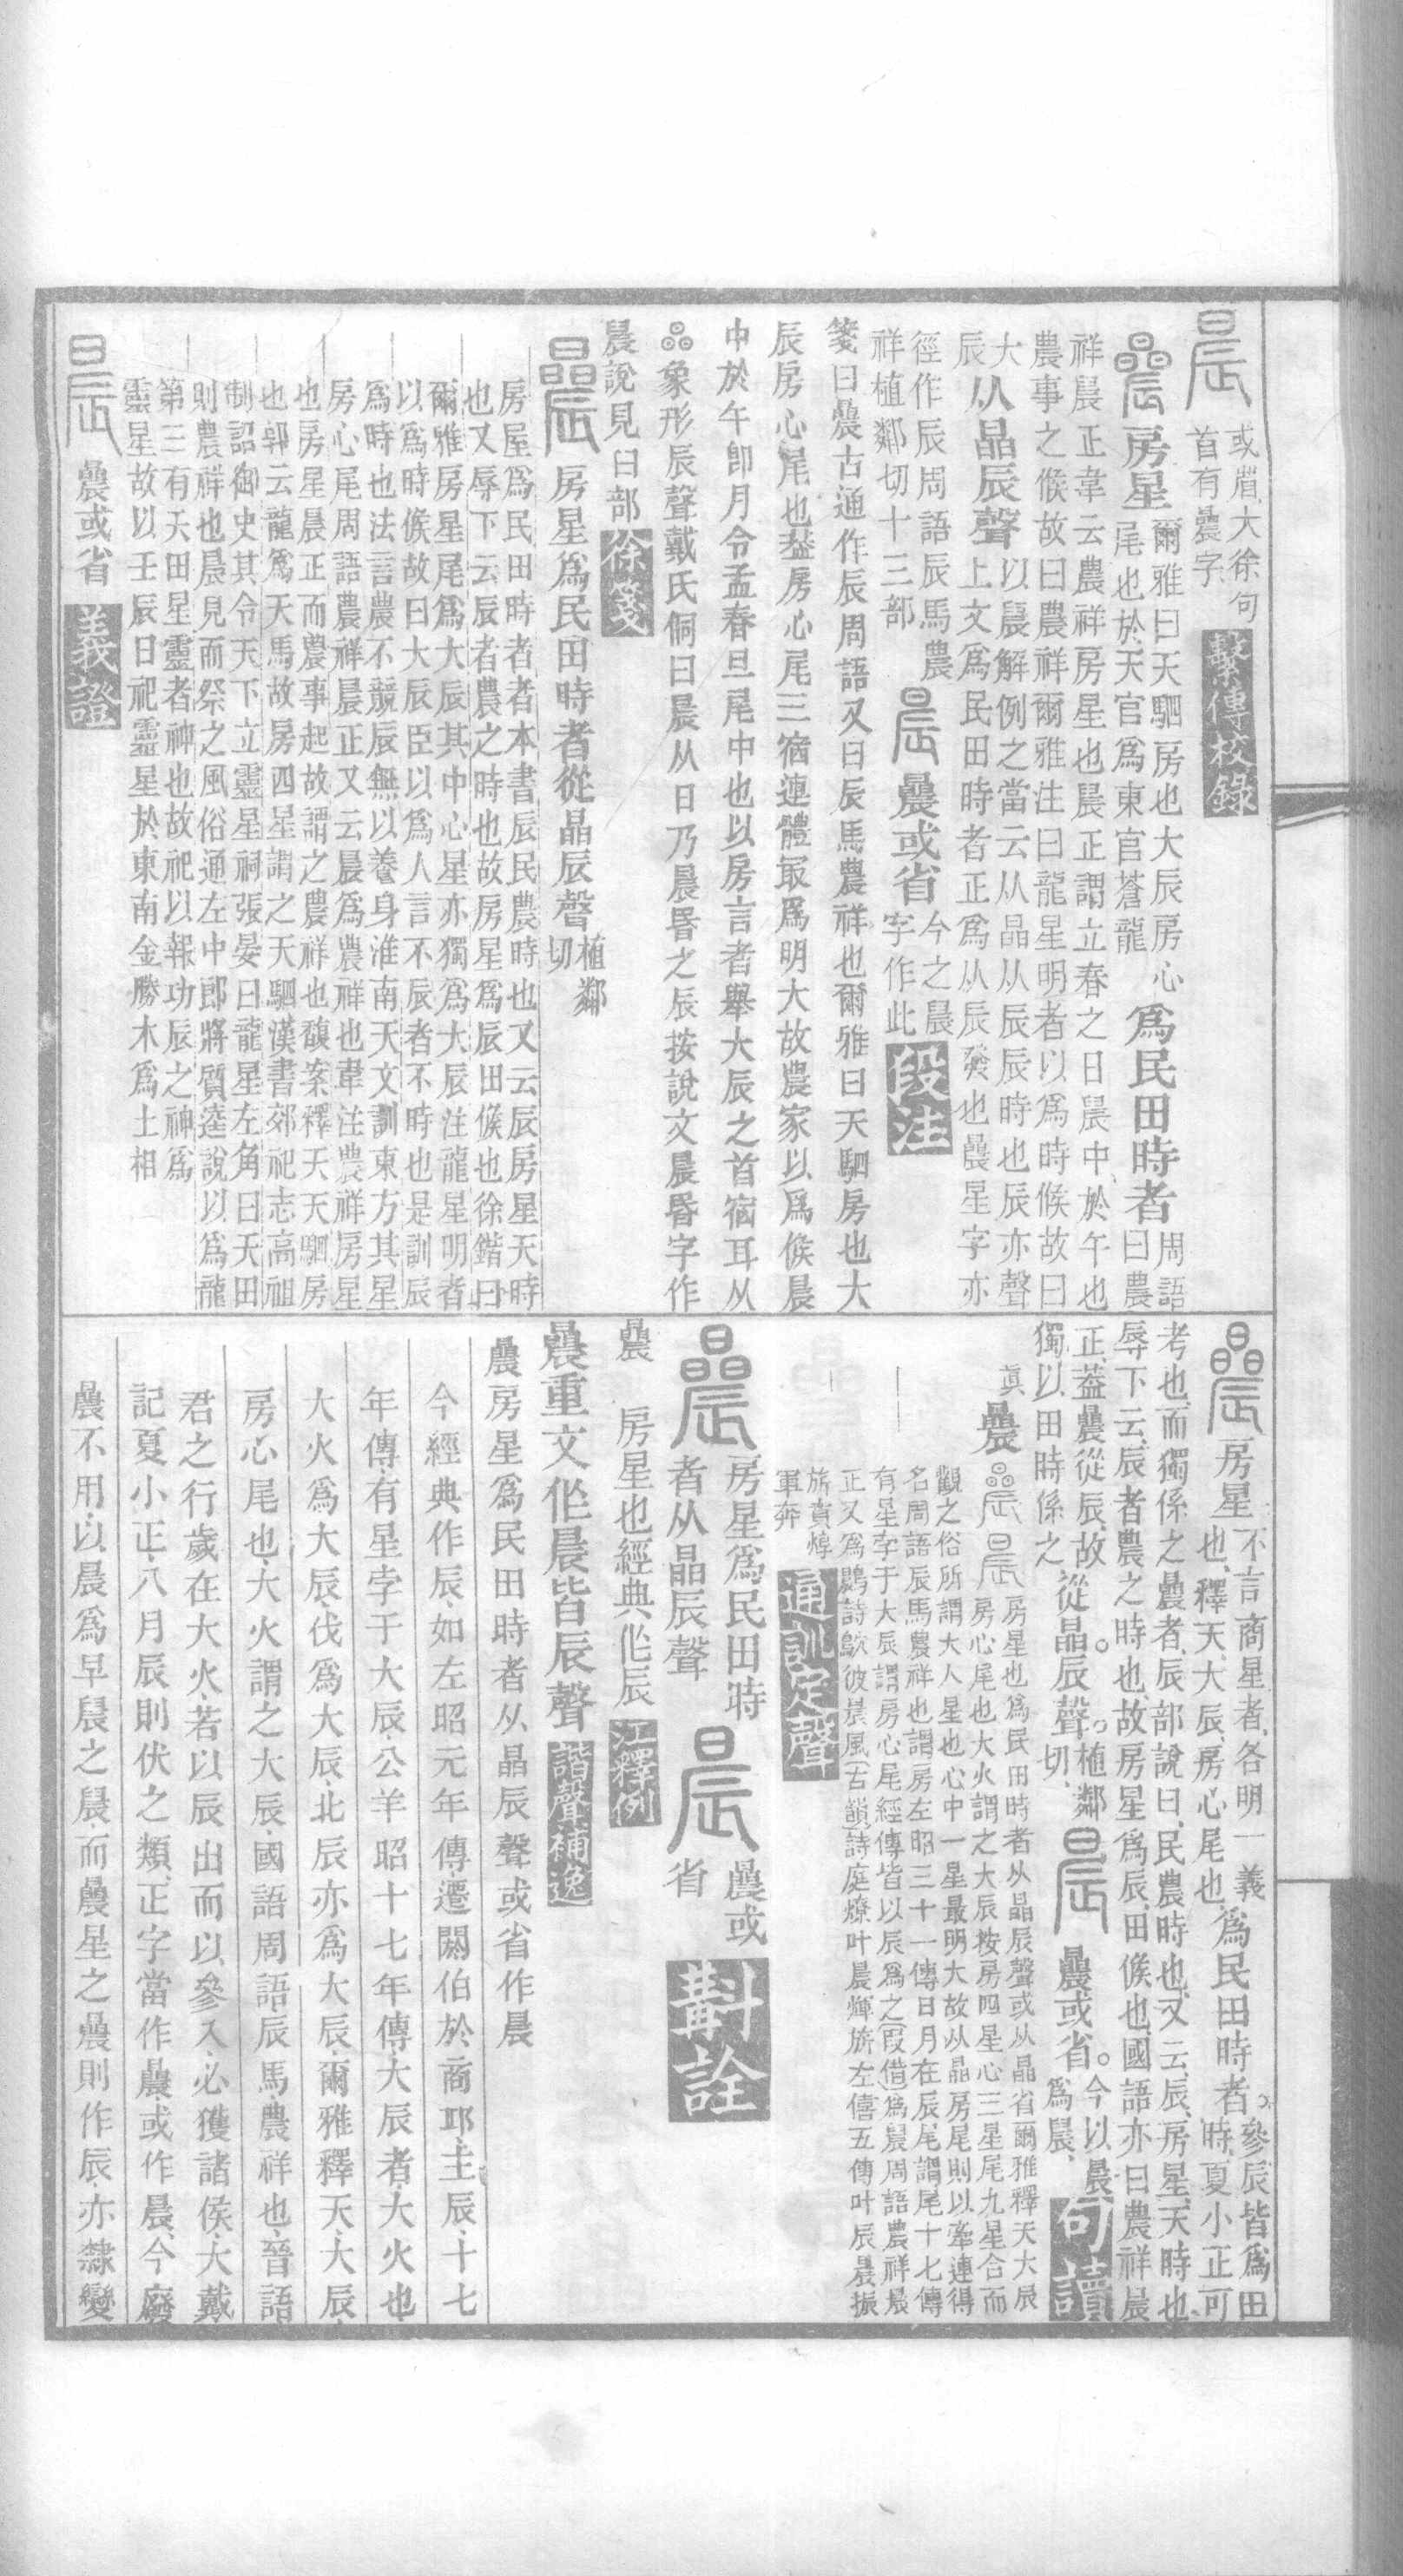 曟或省大徐句
首有曟字
繫傳校錄
曟房星
爾雅曰天駟房也大辰房心
尾也於天官爲東宫蒼龍
爲民田時者
周語
曰農
祥晨正韋云農祥房星也晨正謂立春之日晨中於午也
農事之候故曰農祥爾雅注曰龍星明者以爲時候故曰
大
辰
从晶辰聲
以晨解例之當云从晶从辰辰時也辰亦聲
上文爲民田時者正爲从辰發也曟星字亦
徑作辰周語辰馬農
祥植鄰切十三部
晨曟或省
今之晨
字作此
段注
箋曰曟古通作辰周語又曰辰馬農祥也爾雅曰天駟房也大
辰房心尾也葢房心尾三宿連體最爲明大故農家以爲候晨
中於午卽月令孟春旦尾中也以房言者舉大辰之首宿耳从
象形辰聲戴氏侗曰晨从日乃晨昬之辰按說文晨昬字作
晨說見臼部
徐箋
曟房星爲民田時者從晶辰聲
植鄰
切
房星爲民田時者者本書辰民農時也又云辰房星天時
也又辱下云辰者農之時也故房星爲辰田候也徐鍇曰
爾雅房星尾爲大辰其中心星亦獨爲大辰注龍星明者
以爲時候故曰大辰臣以爲人言不辰者不時也是訓辰
爲時也法言農不競辰無以養身淮南天文訓東方其星
房心尾周語農祥晨正又云晨爲農祥也韋注農祥房星
也房星晨正而農事起故謂之農祥也馥案釋天天駟房
也郭云龍爲天馬故房四星謂之天駟漢書郊祀志高祖
制詔御史其令天下立靈星祠張晏曰龍星左角曰天田
則農祥也晨見而祭之風俗通左中郎將賈逵說以爲龍
第三有天田星靈者神也故祀以報功辰之神爲
靈星故以壬辰日祀靈星於東南金勝木爲土相
晨曟或省
義證
曟房星
不言商星者各明一義
也釋天大辰房心尾也
爲民田時者
參辰皆爲田
時夏小正可
考也而獨係之曟者辰部說曰民農時也又云辰房星天時也
辱下云辰者農之時也故房星爲辰田候也國語亦曰農祥晨
正葢曟從辰故
獨以田時係之
從晶辰聲
植鄰
切
晨曟或省
今以晨
爲晨
句讀
眞
曟
房星也爲民田時者从晶辰聲或从晶省爾雅釋天大辰
房心尾也大火謂之大辰按房四星心三星尾九星合而
觀之俗所謂大人星也心中一星最明大故从晶房尾則以牽連得
名周語辰馬農祥也謂房左昭三十一傳日月在辰尾謂尾十七傳
有星孛于大辰謂房心尾經傳皆以辰爲之叚借爲晨周語農祥晨
正又爲鷐詩鴥彼晨風古韻詩庭燎叶晨煇旂左僖五傳叶辰晨振
旂賁焞
軍奔
通訓定聲
曟房星爲民田時
者从晶辰聲
晨曟或
省
斠詮
曟
房星也經典作辰
江釋例
曟重文作晨皆辰聲
諧聲補逸
曟房星爲民田時者从晶辰聲或省作晨
今經典作辰如左昭元年傳遷閼伯於商邱主辰十七
年傳有星孛于大辰公羊昭十七年傳大辰者大火也
大火爲大辰伐爲大辰北辰亦爲大辰爾雅釋天大辰
房心尾也大火謂之大辰國語周語辰馬農祥也晉語
君之行歲在大火若以辰出而以參入必獲諸侯大戴
記夏小正八月辰則伏之類正字當作曟或作晨今廢
曟不用以晨爲早晨之晨而曟星之曟則作辰亦隸變